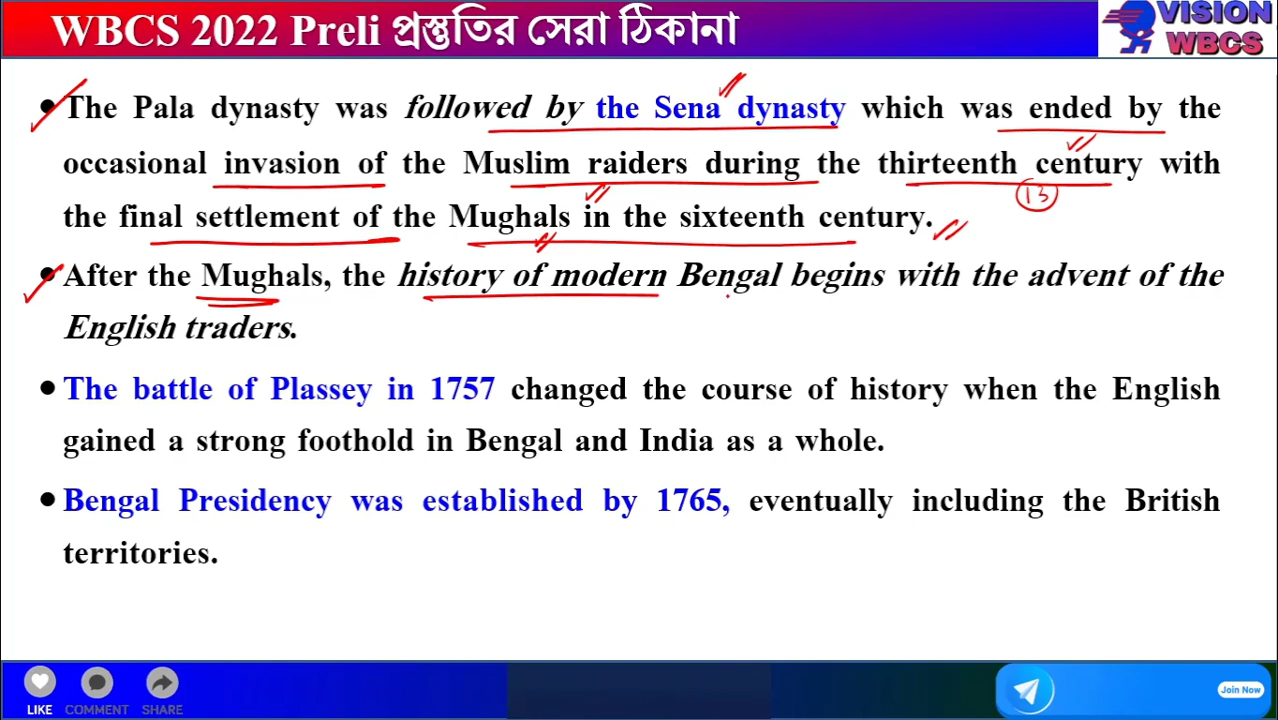 WBCS 2022 Preli প্রস্তুতির সেরা ঠিকানা
VISION
WBCS
• The Pala dynasty was followed by the Sena dynasty which was ended by the
occasional invasion of the Muslim raiders during the thirteenth century with
13
the final settlement of the Mughals in the sixteenth century.
• After the Mughals, the history of modern Bengal begins with the advent of the
English traders.
• The battle of Plassey in 1757 changed the course of history when the English
gained a strong foothold in Bengal and India as a whole.
• Bengal Presidency was established by 1765, eventually including the British
territories.
LIKE COMMENT SHARE
Join Now